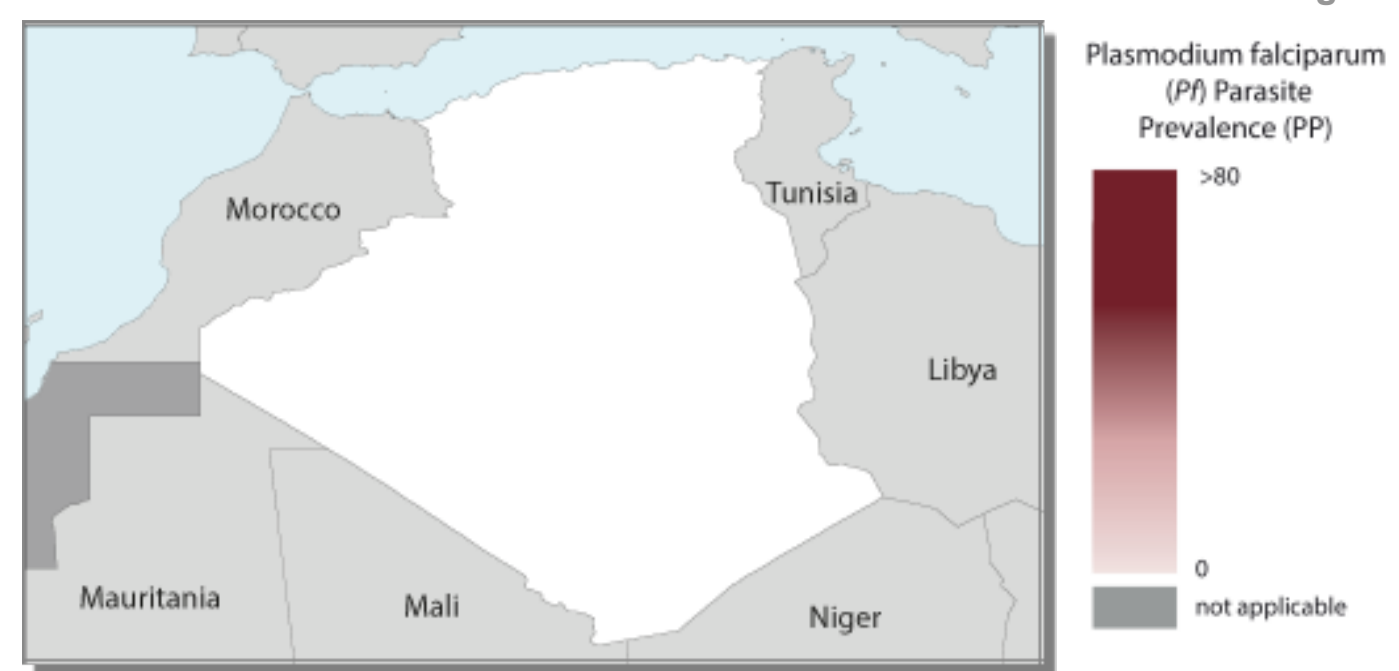 Plasmodium falciparum
(Pf) Parasite
Prevalence (PP)
>80
Morocco
Tunisia
Libya
0
Mauritania
Mali
Niger
not applicable